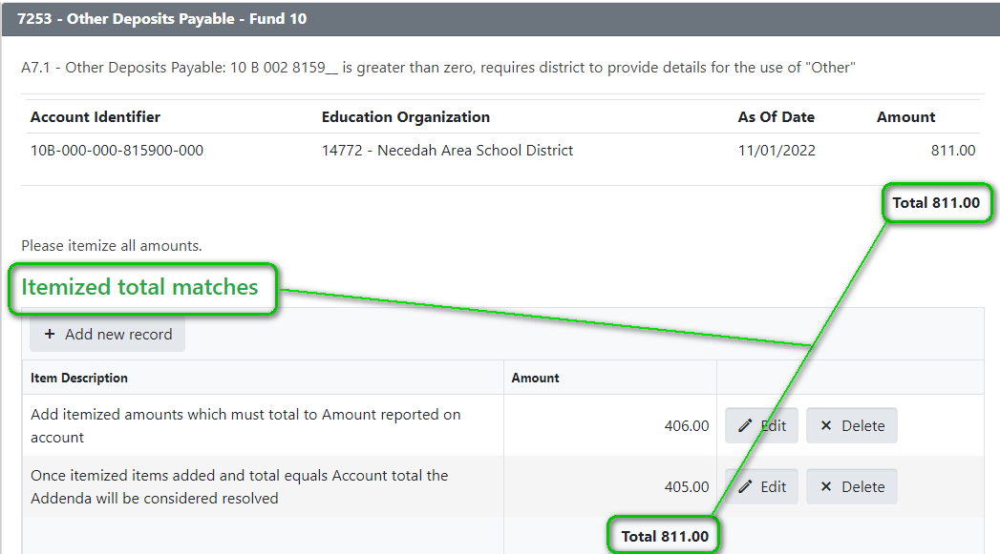 7253 - Other Deposits Payable - Fund 10
A7.1 - Other Deposits Payable: 10 B 002 8159__ is greater than zero, requires district to provide details for the use of "Other"
Account Identifier Education Organization As Of Date Amount
10B-000-000-815900-000 14772 - Necedah Area School District 11/01/2022 811.00
Total 811.00
Please itemize all amounts.
Itemized total matches
+ Add new record
Item Description Amount
Add itemized amounts which must total to Amount reported on
account
406.00 Edit × Delete
Once itemized items added and total equals Account total the
Addenda will be considered resolved
405.00 Edit × Delete
Total 811.00